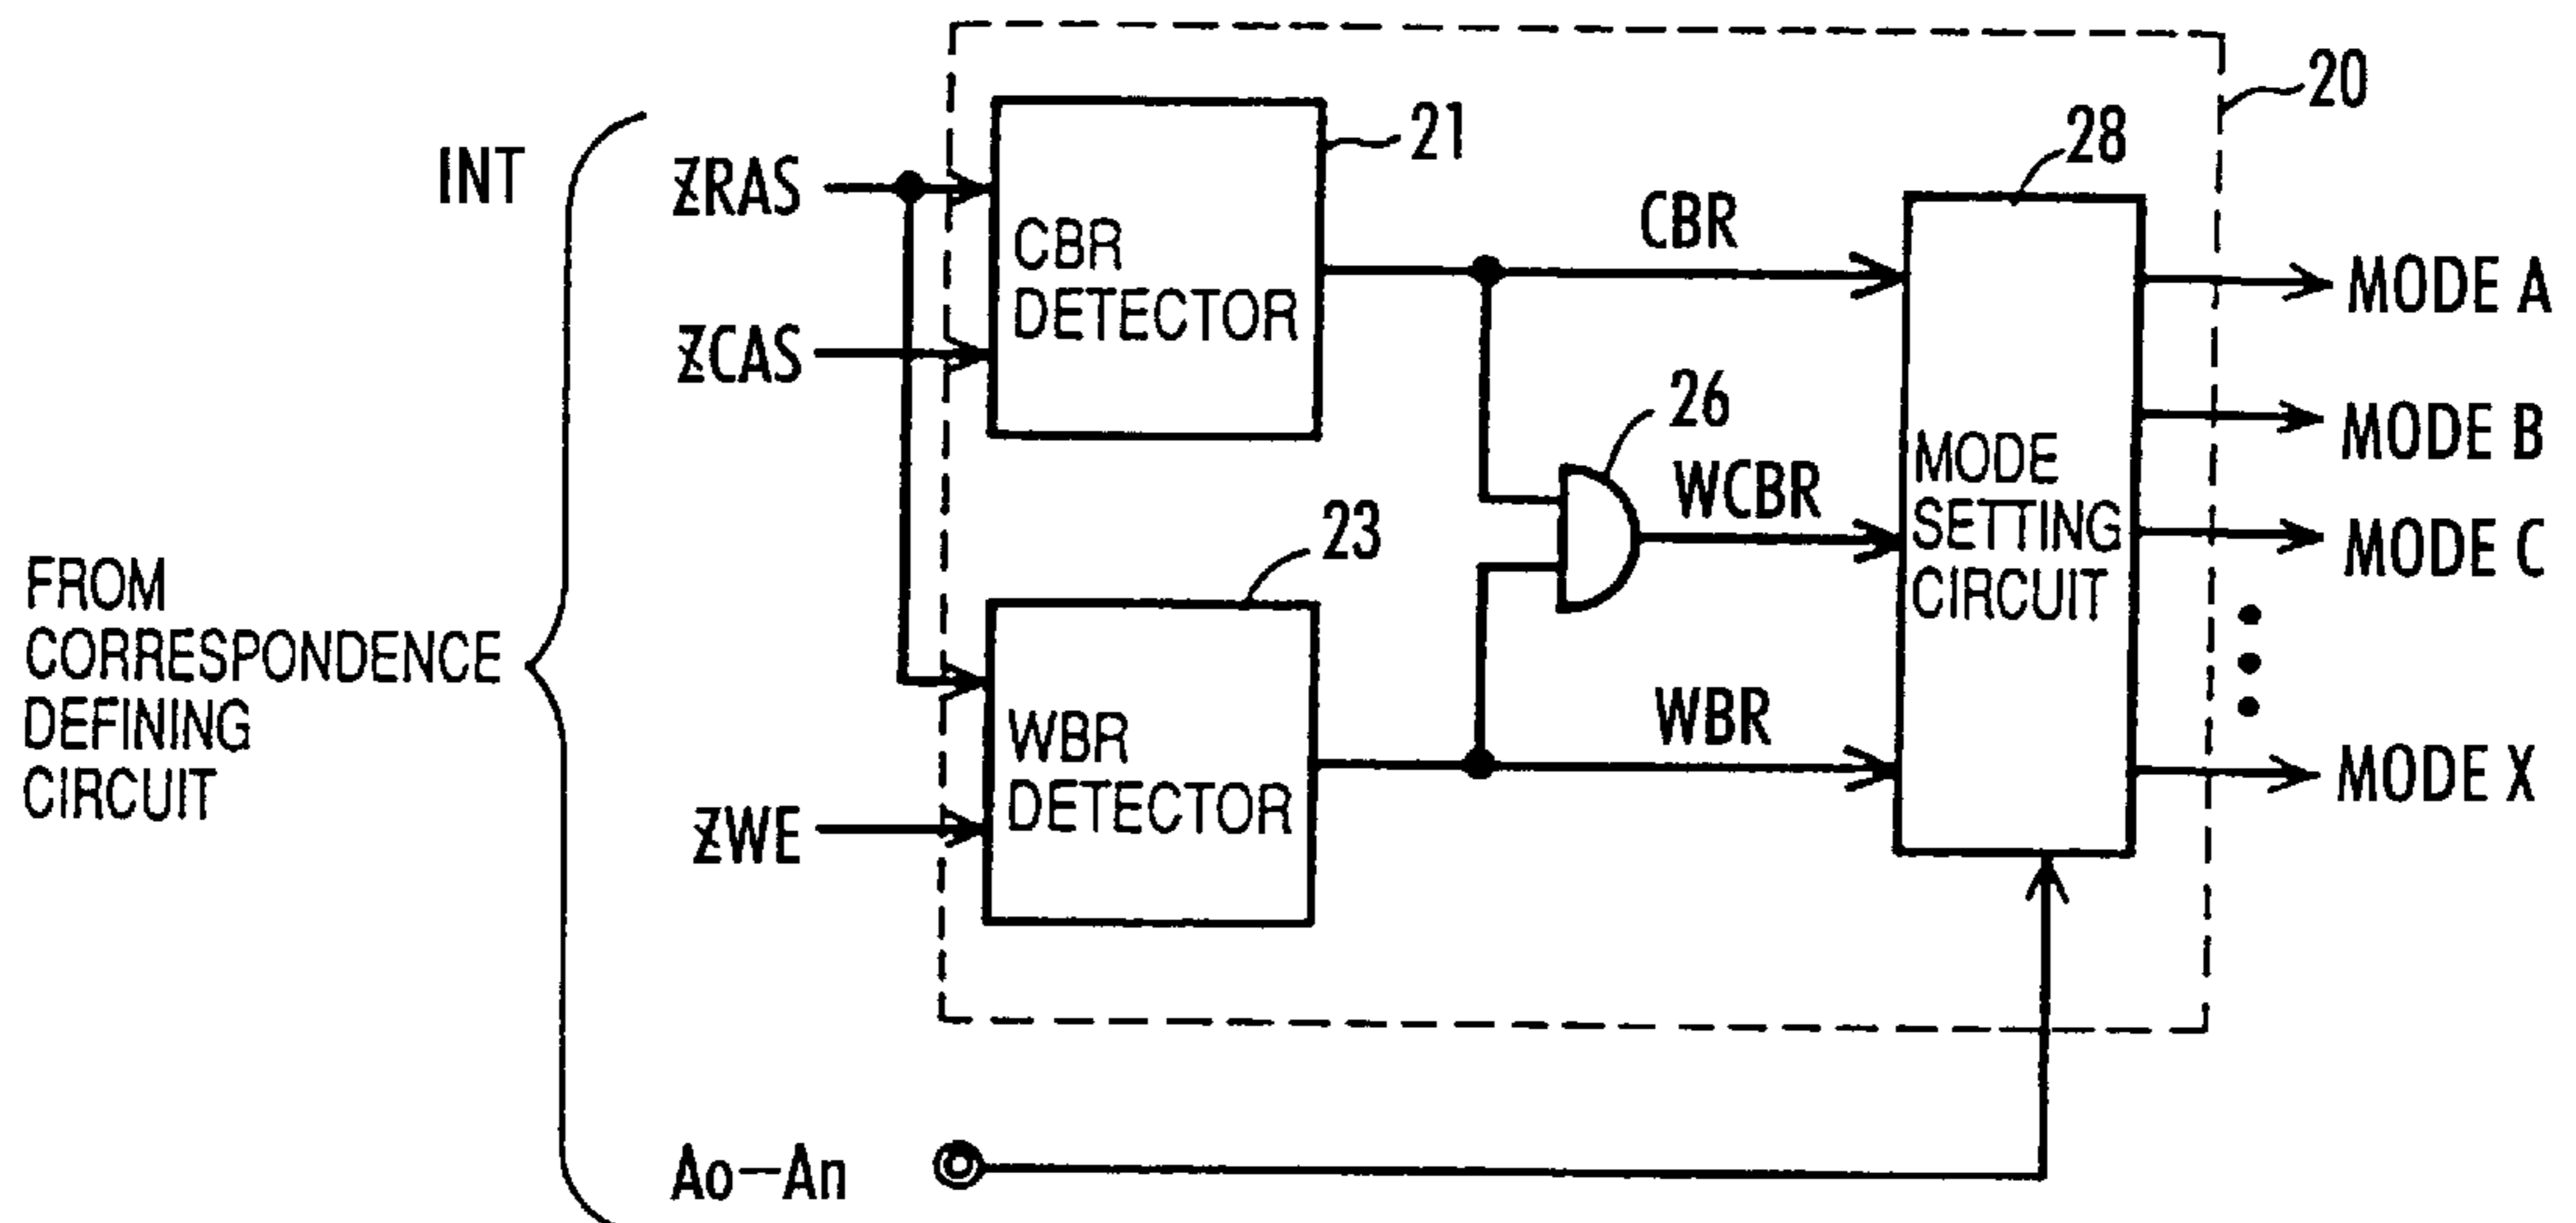 20
21
28
INT
ZRAS
CBR
DETECTOR
CBR
MODE A
ZCAS
26
MODE B
WCBR
MODE
SETTING
CIRCUIT
23
MODE C
FROM
CORRESPONDENCE
DEFINING
CIRCUIT
WBR
DETECTOR
WBR
MODE X
ZWE
Ao-An